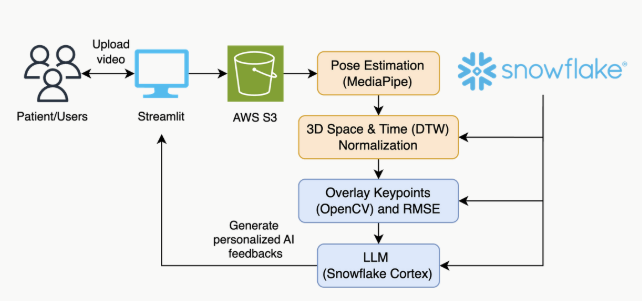 Upload
video
Patient/Users
Streamlit
AWS S3
Pose Estimation
(MediaPipe)
snowflake®
3D Space & Time (DTW)
Normalization
Overlay Keypoints
(OpenCV) and RMSE
Generate
personalized AI
feedbacks
LLM
(Snowflake Cortex)